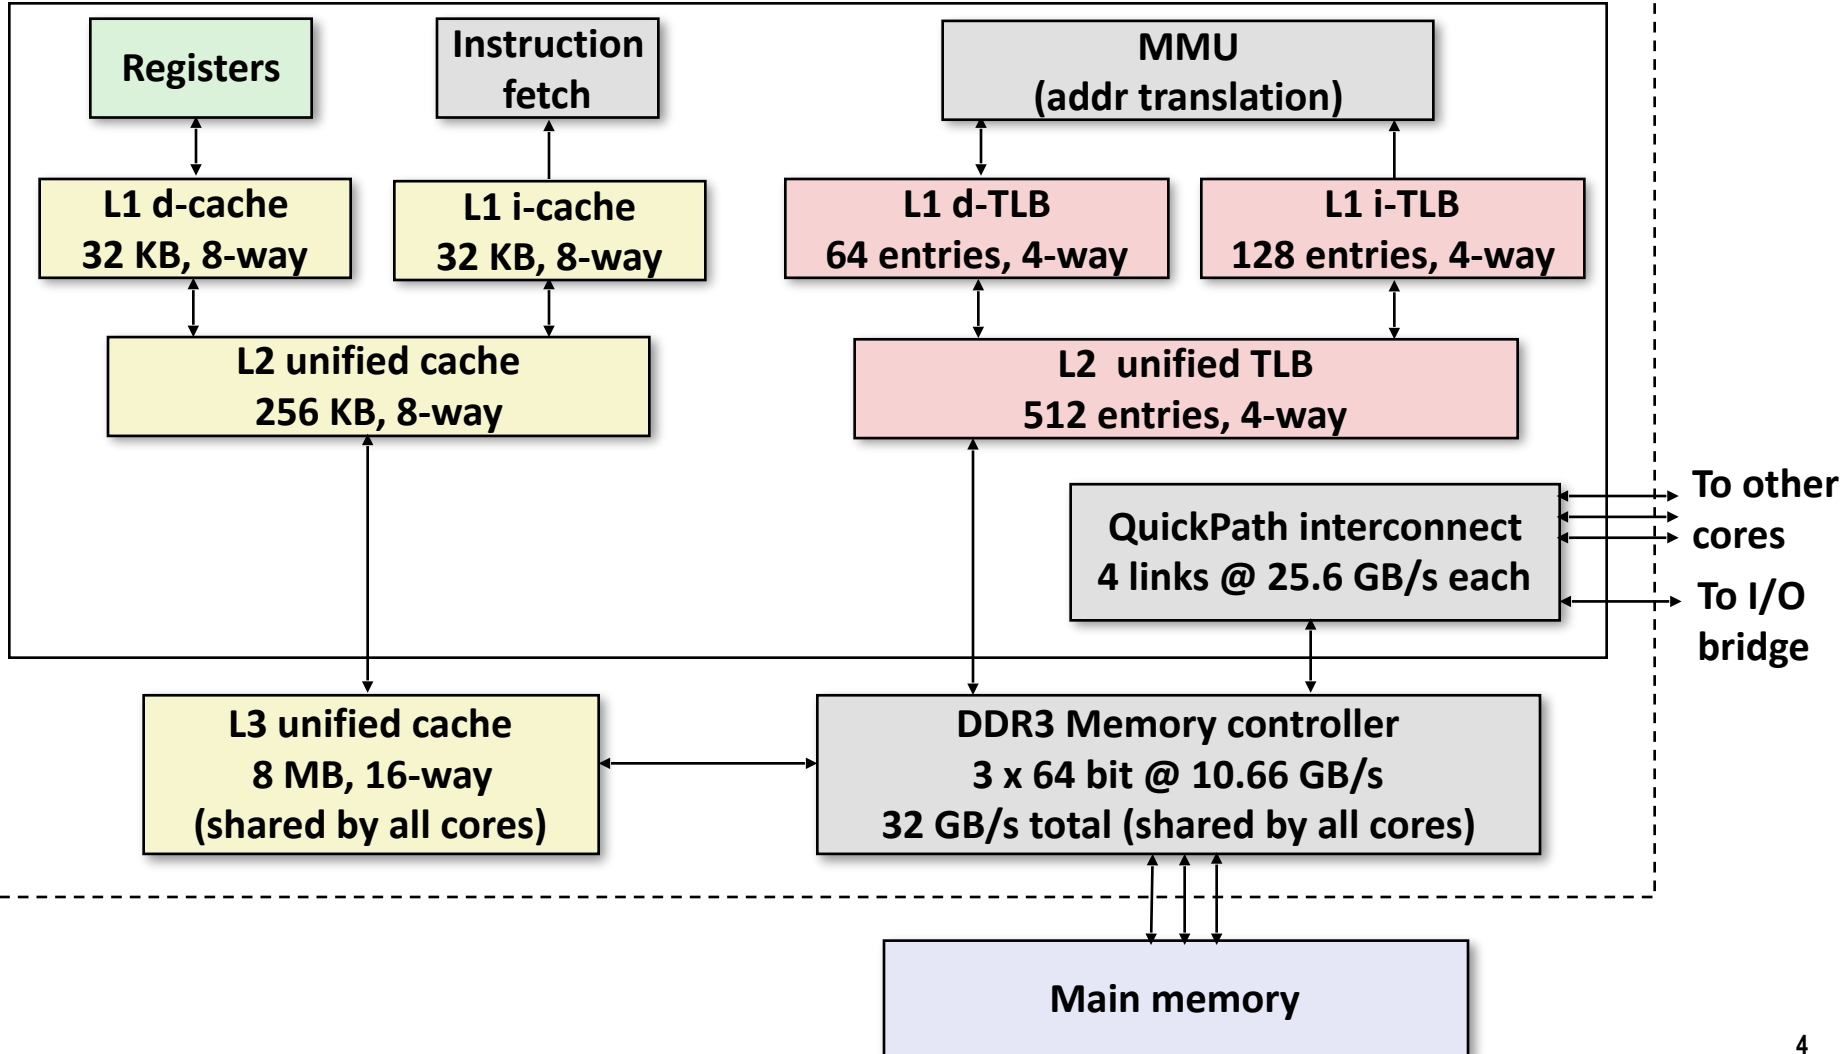 Registers
Instruction
fetch
MMU
(addr translation)
L1 d-cache
32 KB, 8-way
L1 i-cache
32 KB, 8-way
L1 d-TLB
64 entries, 4-way
L1 i-TLB
128 entries, 4-way
L2 unified cache
256 KB, 8-way
L2  unified TLB
512 entries, 4-way
QuickPath interconnect
4 links @ 25.6 GB/s each
To other
cores
To I/O
bridge
L3 unified cache
8 MB, 16-way
(shared by all cores)
DDR3 Memory controller
3 x 64 bit @ 10.66 GB/s
32 GB/s total (shared by all cores)
Main memory
4